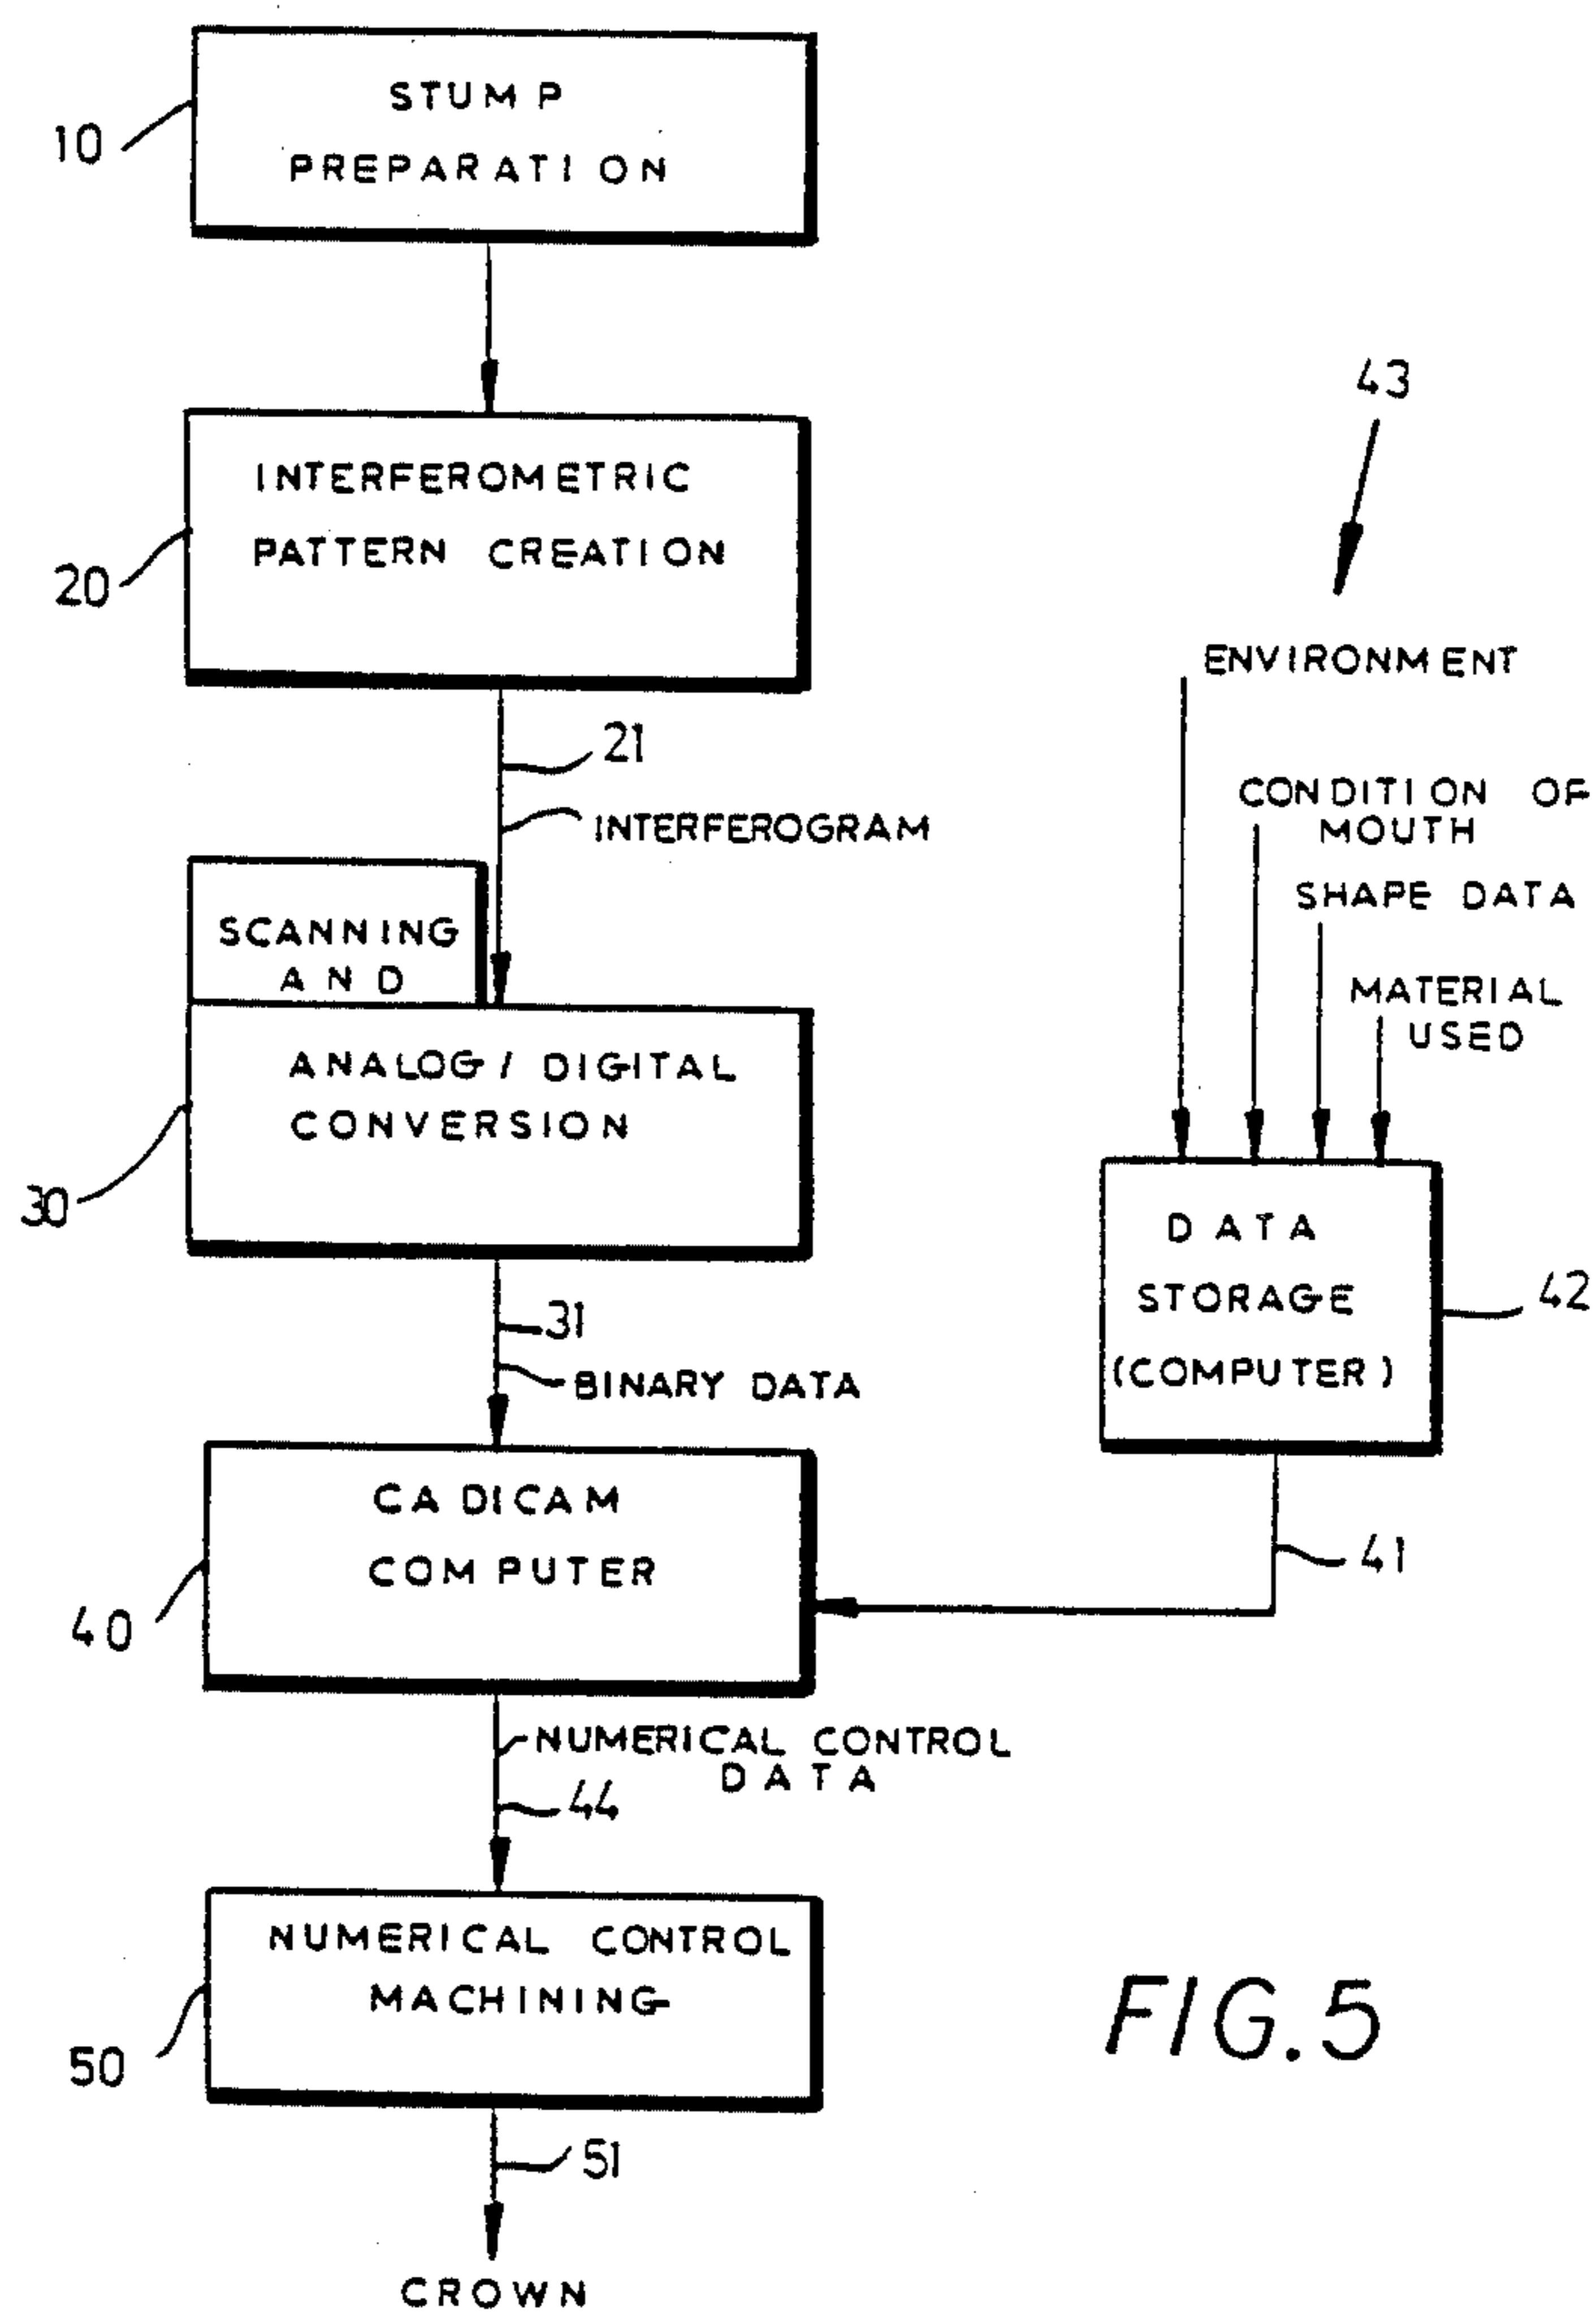 STUMP
PREPARATION
10
INTERFEROMETRIC
PATTERN CREATION
20
21
INTERFEROGRAM
SCANNING
AND
ANALOG / DIGITAL
CONVERSION
30
31
BINARY DATA
43
ENVIRONMENT
CONDITION OF
MOUTH
SHAPE DATA
MATERIAL
USED
DATA
STORAGE
(COMPUTER)
42
41
CADICAM
COMPUTER
40
NUMERICAL CONTROL
DATA
44
NUMERICAL CONTROL
MACHINING
50
51
CROWN
FIG. 5